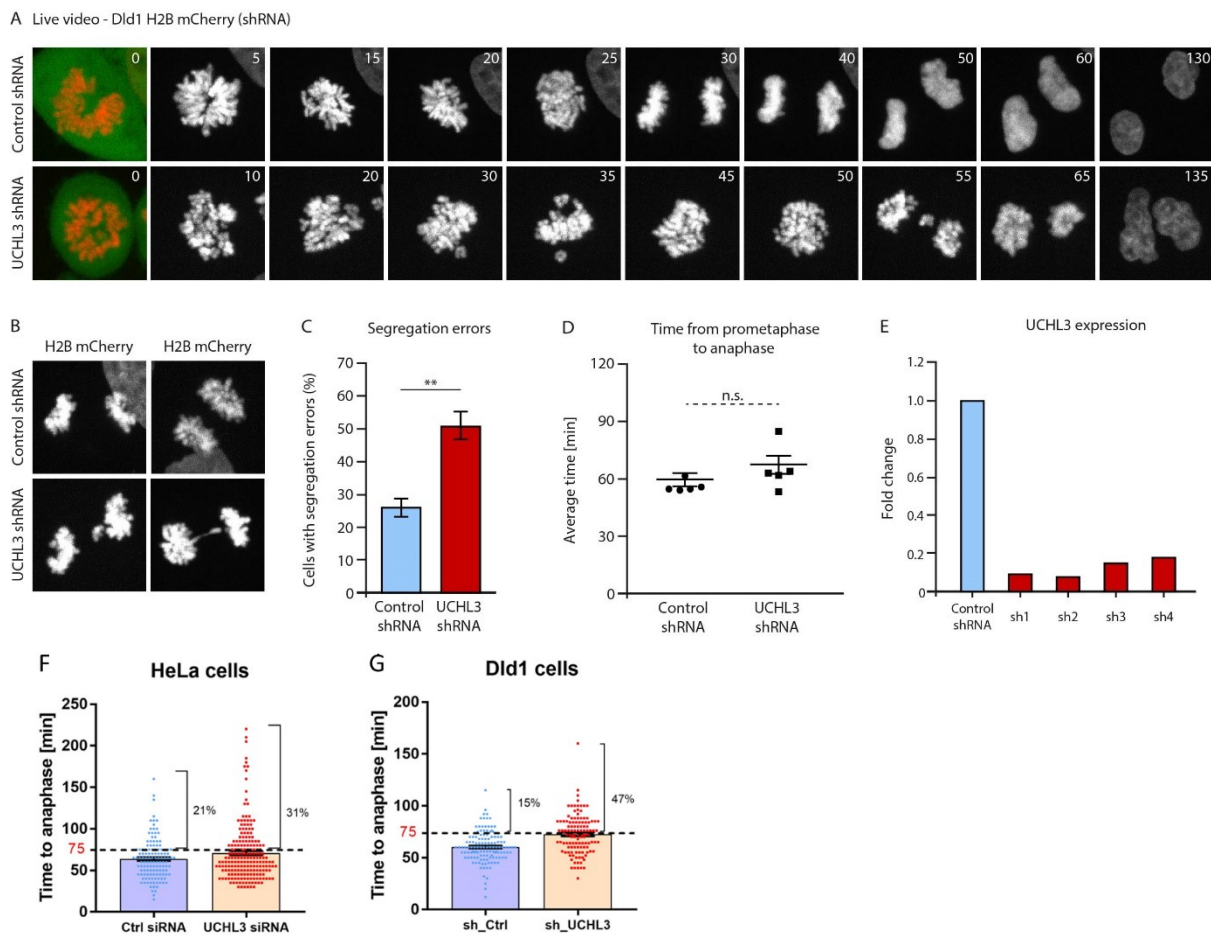 A Live video - Dld1 H2B mCherry (shRNA)
Control shRNA
0 5 15 20 25 30 40 50 60 130
UCHL3 shRNA
0 10 20 30 35 45 50 55 65 135
B
H2B mCherry H2B mCherry
Control shRNA
UCHL3 shRNA
C
Segregation errors
Cells with segregation errors (%)
70
60
50
40
30
20
10
0
**
Control shRNA
UCHL3 shRNA
D
Time from prometaphase
to anaphase
Average time [min]
120
90
60
30
0
n.s.
Control shRNA
UCHL3 shRNA
E
UCHL3 expression
Fold change
1.2
1.0
0.8
0.6
0.4
0.2
0
Control shRNA
sh1 sh2 sh3 sh4
F
HeLa cells
Time to anaphase [min]
250
200
150
100
75
50
0
21%
31%
Ctrl siRNA UCHL3 siRNA
G
Dld1 cells
Time to anaphase [min]
200
150
100
75
50
0
15%
47%
sh_Ctrl sh_UCHL3